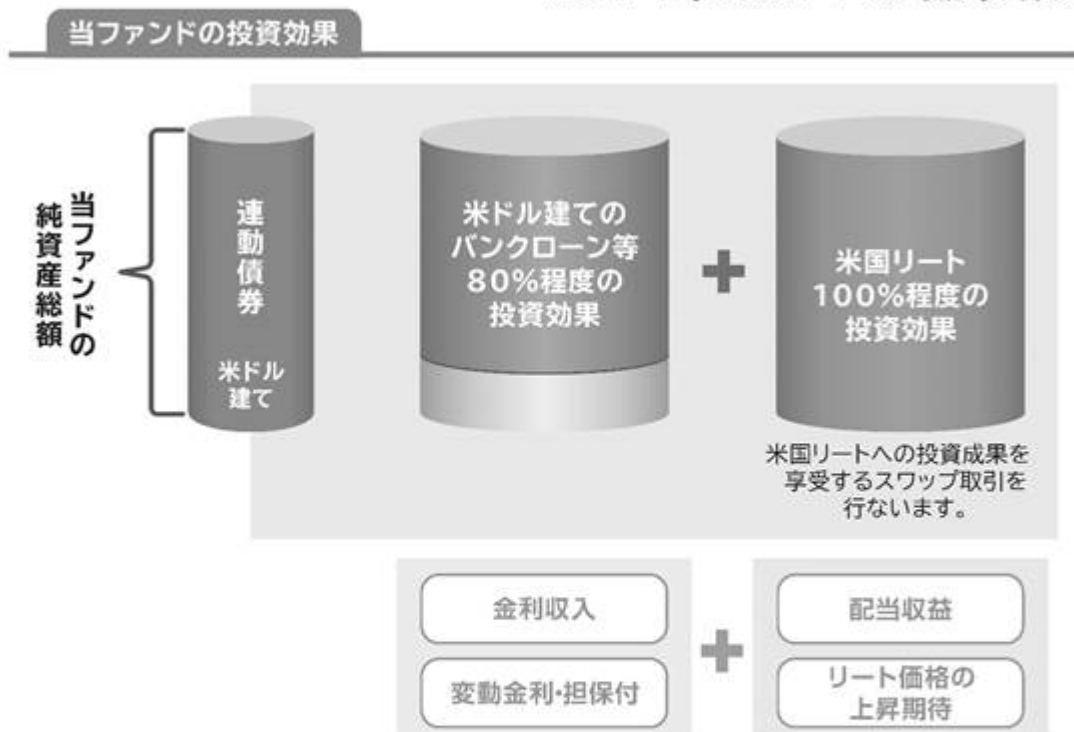 当ファンドの投資効果
当ファンドの
純資産総額
連動債券
米ドル
建て
米ドル建ての
バンクローン等
80%程度の
投資効果
+
米国リート
100%程度の
投資効果
米国リートへの投資成果を
享受するスワップ取引を
行ないます。
金利収入
変動金利・担保付
+
配当収益
リート価格の
上昇期待